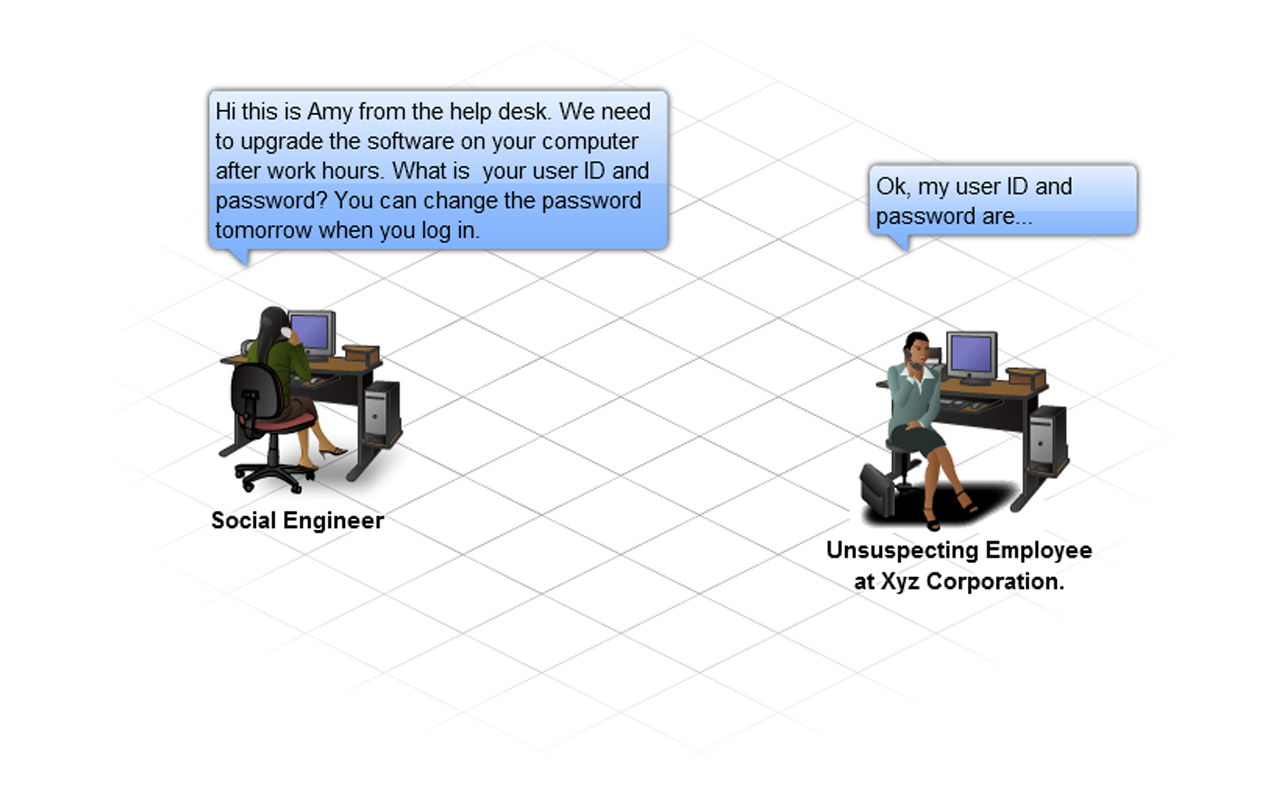 Hi this is Amy from the help desk. We need
to upgrade the software on your computer
after work hours. What is  your user ID and
password? You can change the password
tomorrow when you log in.
Ok, my user ID and
password are...
Social Engineer
Unsuspecting Employee
at Xyz Corporation.